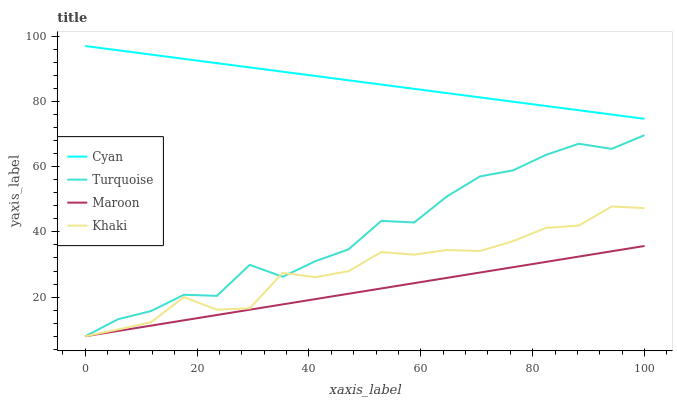 title
100
80
60
40
20
yaxis_label
Cyan
Turquoise
Maroon
Khaki
0 20 40 60 80 100
xaxis_label